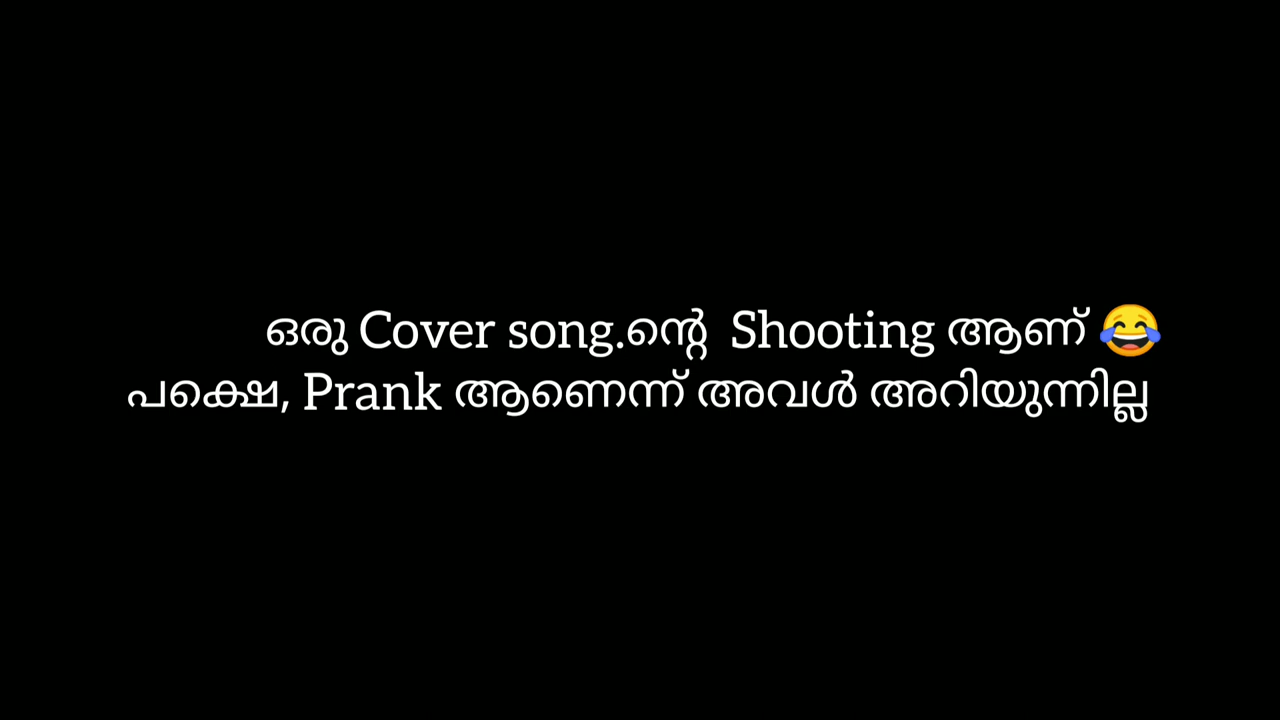 ഒരു Cover song.ന്റെ Shooting ആണ് 😂
പക്ഷെ, Prank ആണെന്ന് അവൾ അറിയുന്നില്ല